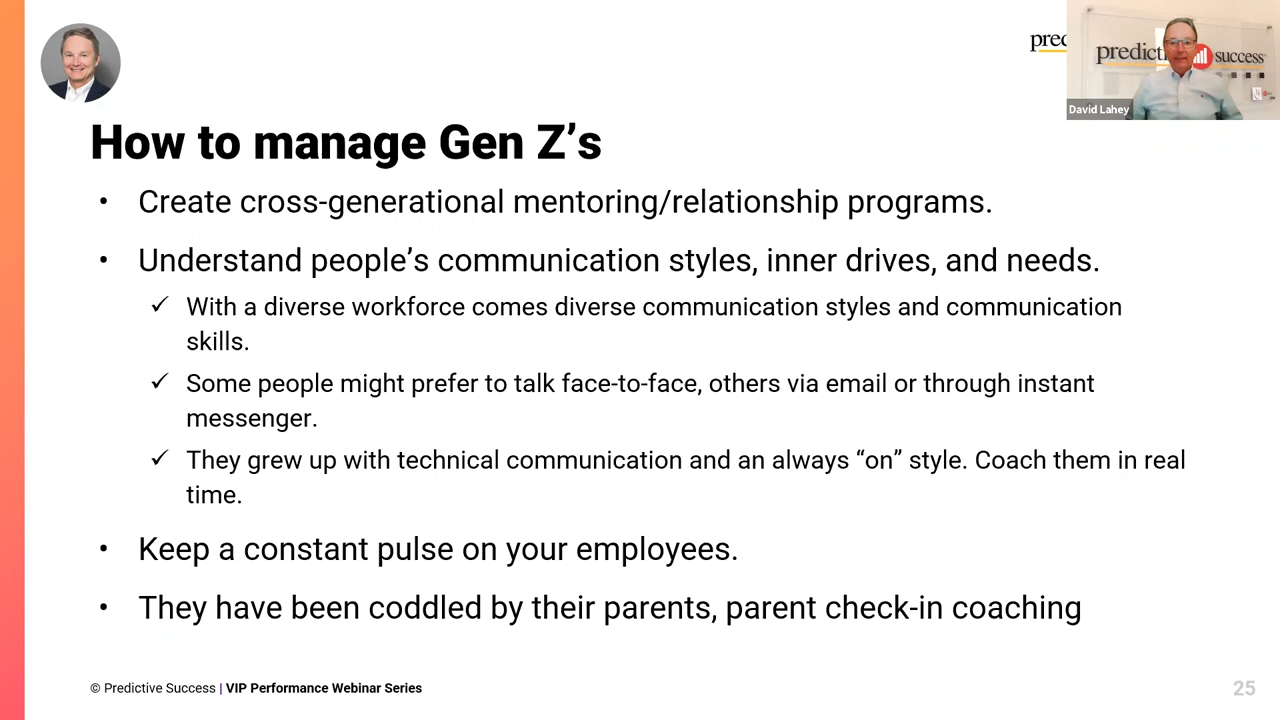 prec
predict success
David Lahey
How to manage Gen Z’s
• Create cross-generational mentoring/relationship programs.
• Understand people’s communication styles, inner drives, and needs.
✓ With a diverse workforce comes diverse communication styles and communication
skills.
✓ Some people might prefer to talk face-to-face, others via email or through instant
messenger.
✓ They grew up with technical communication and an always “on” style. Coach them in real
time.
• Keep a constant pulse on your employees.
• They have been coddled by their parents, parent check-in coaching
© Predictive Success | VIP Performance Webinar Series
25